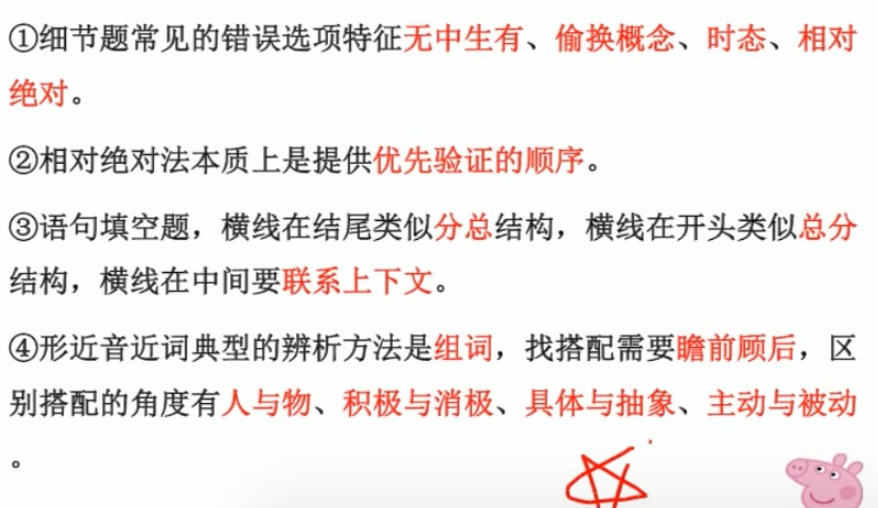 ①细节题常见的错误选项特征无中生有、偷换概念、时态、相对
绝对。
②相对绝对法本质上是提供优先验证的顺序。
③语句填空题，横线在结尾类似分总结构，横线在开头类似总分
结构，横线在中间要联系上下文。
④形近音近词典型的辨析方法是组词，找搭配需要瞻前顾后，区
别搭配的角度有人与物、积极与消极、具体与抽象、主动与被动
。